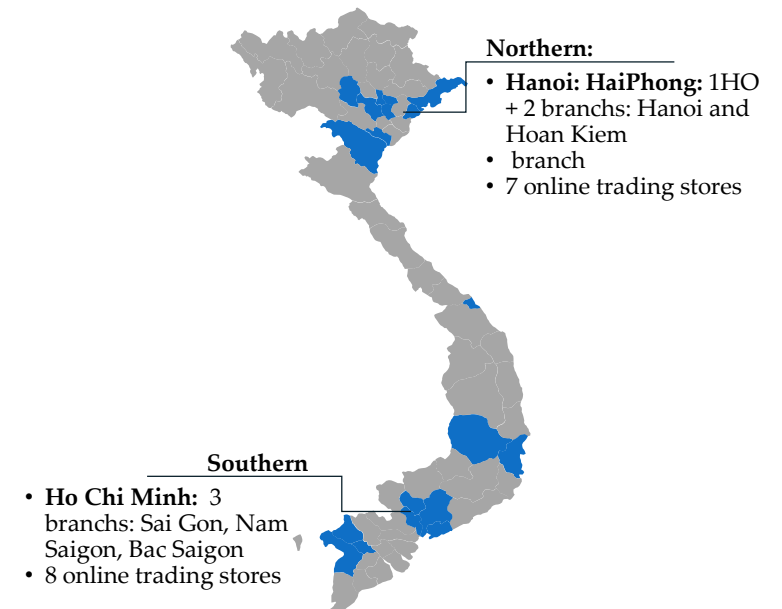 Northern:
• Hanoi: HaiPhong: 1HO
+ 2 branchs: Hanoi and
Hoan Kiem
• branch
• 7 online trading stores
Southern
• Ho Chi Minh: 3
branchs: Sai Gon, Nam
Saigon, Bac Saigon
• 8 online trading stores